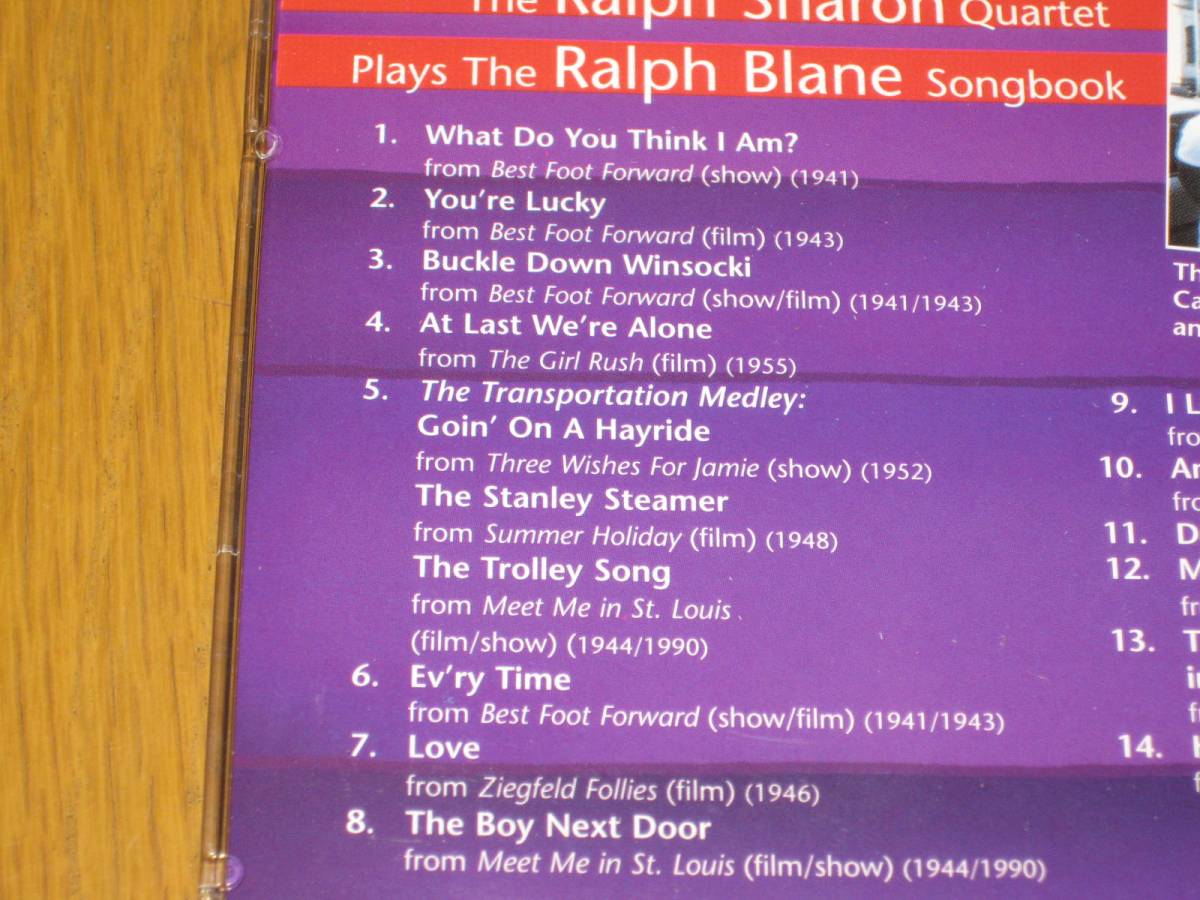 The Ralph Sharon Quartet
Plays The Ralph Blane Songbook
1. What Do You Think I Am?
from Best Foot Forward (show) (1941)
2. You're Lucky
from Best Foot Forward (film) (1943)
3. Buckle Down Winsocki
from Best Foot Forward (show/film) (1941/1943)
4. At Last We're Alone
from The Girl Rush (film) (1955)
5. The Transportation Medley:
Goin' On A Hayride
from Three Wishes For Jamie (show) (1952)
The Stanley Steamer
from Summer Holiday (film) (1948)
The Trolley Song
from Meet Me in St. Louis
(film/show) (1944/1990)
6. Ev'ry Time
from Best Foot Forward (show/film) (1941/1943)
7. Love
from Ziegfeld Follies (film) (1946)
8. The Boy Next Door
from Meet Me in St. Louis (film/show) (1944/1990)
9. I
10.
11.
12.
13.
14.